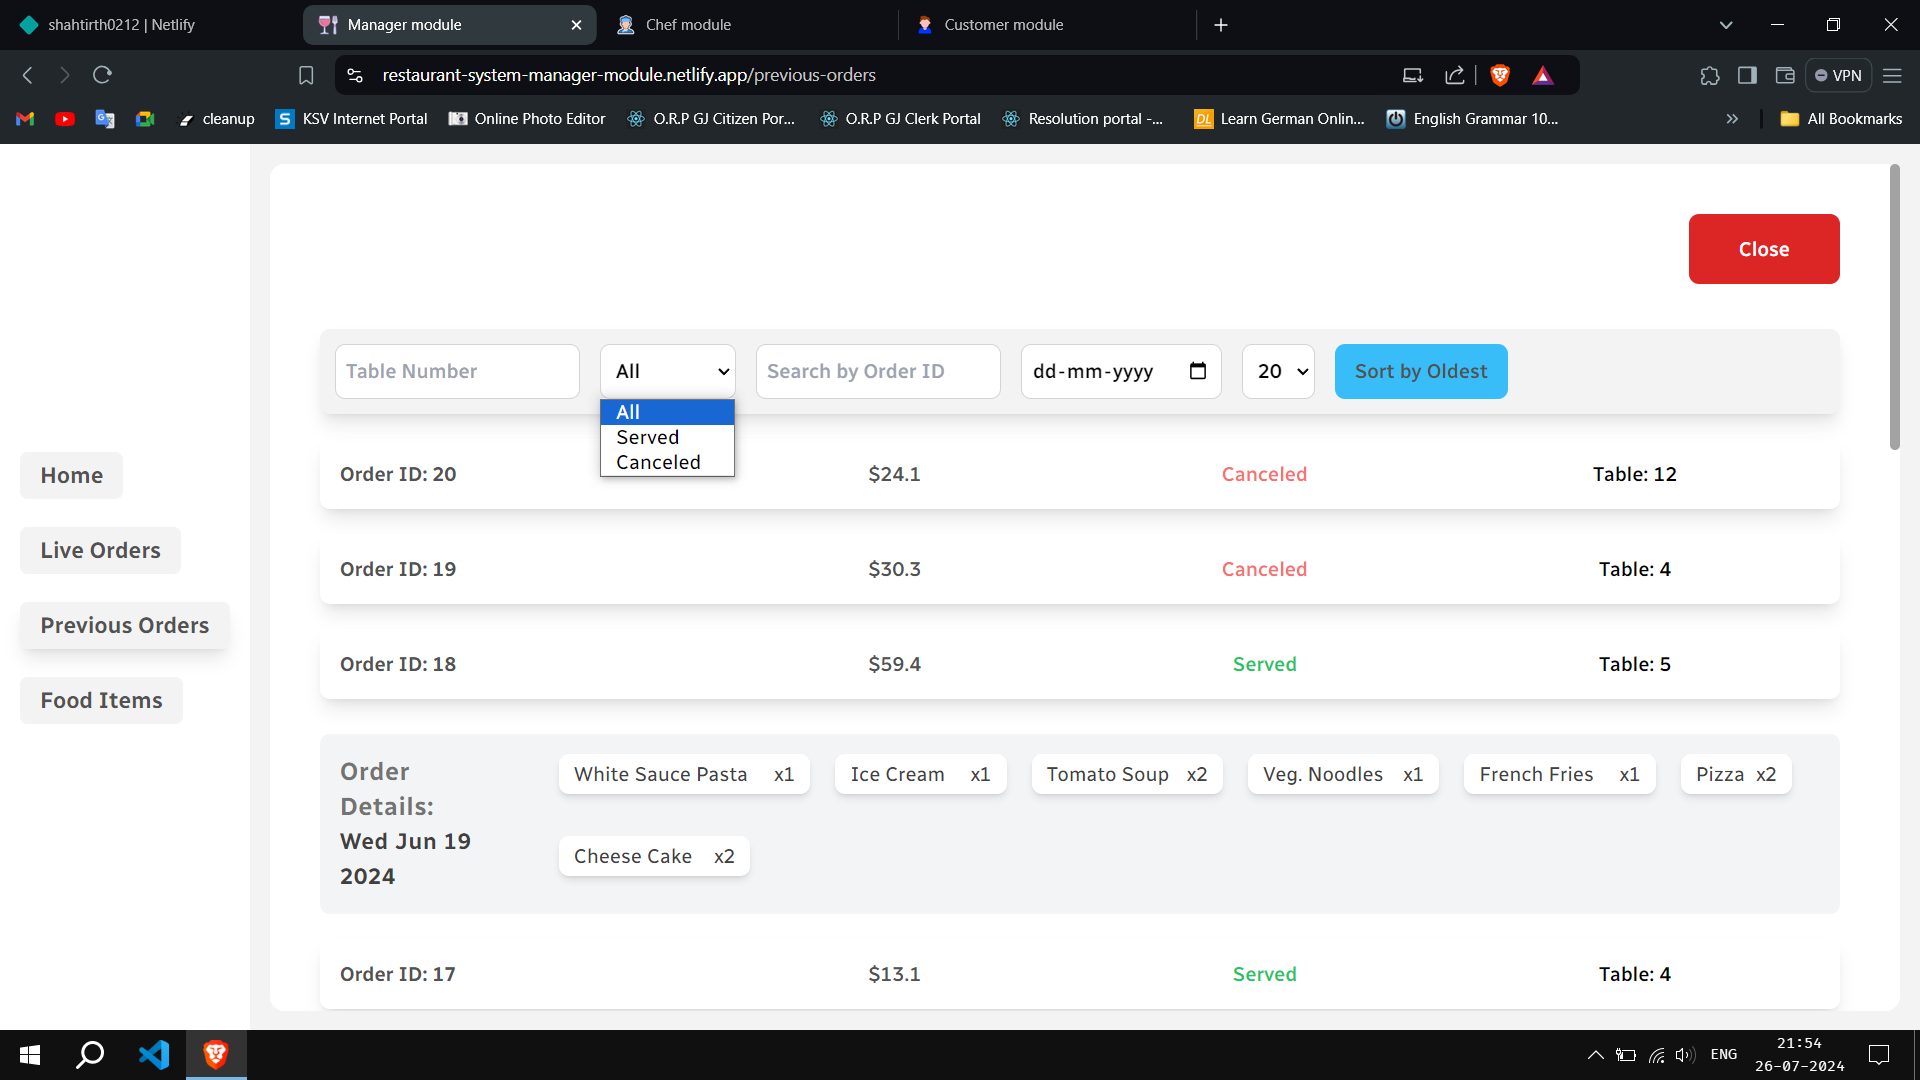 shahtirth0212 | Netlify
Manager module
Chef module
Customer module
restaurant-system-manager-module.netlify.app/previous-orders
VPN
cleanup
KSV Internet Portal
Online Photo Editor
O.R.P GJ Citizen Por...
O.R.P GJ Clerk Portal
Resolution portal -...
DL Learn German Onlin...
English Grammar 10...
All Bookmarks
Close
Table Number
All
Search by Order ID
dd-mm-yyyy
20
Sort by Oldest
All
Served
Canceled
Order ID: 20 $24.1 Canceled Table: 12
Order ID: 19 $30.3 Canceled Table: 4
Order ID: 18 $59.4 Served Table: 5
Home
Live Orders
Previous Orders
Food Items
Order
Details:
Wed Jun 19
2024
White Sauce Pasta x1
Ice Cream x1
Tomato Soup x2
Veg. Noodles x1
French Fries x1
Pizza x2
Cheese Cake x2
Order ID: 17 $13.1 Served Table: 4
ENG
21:54
26-07-2024